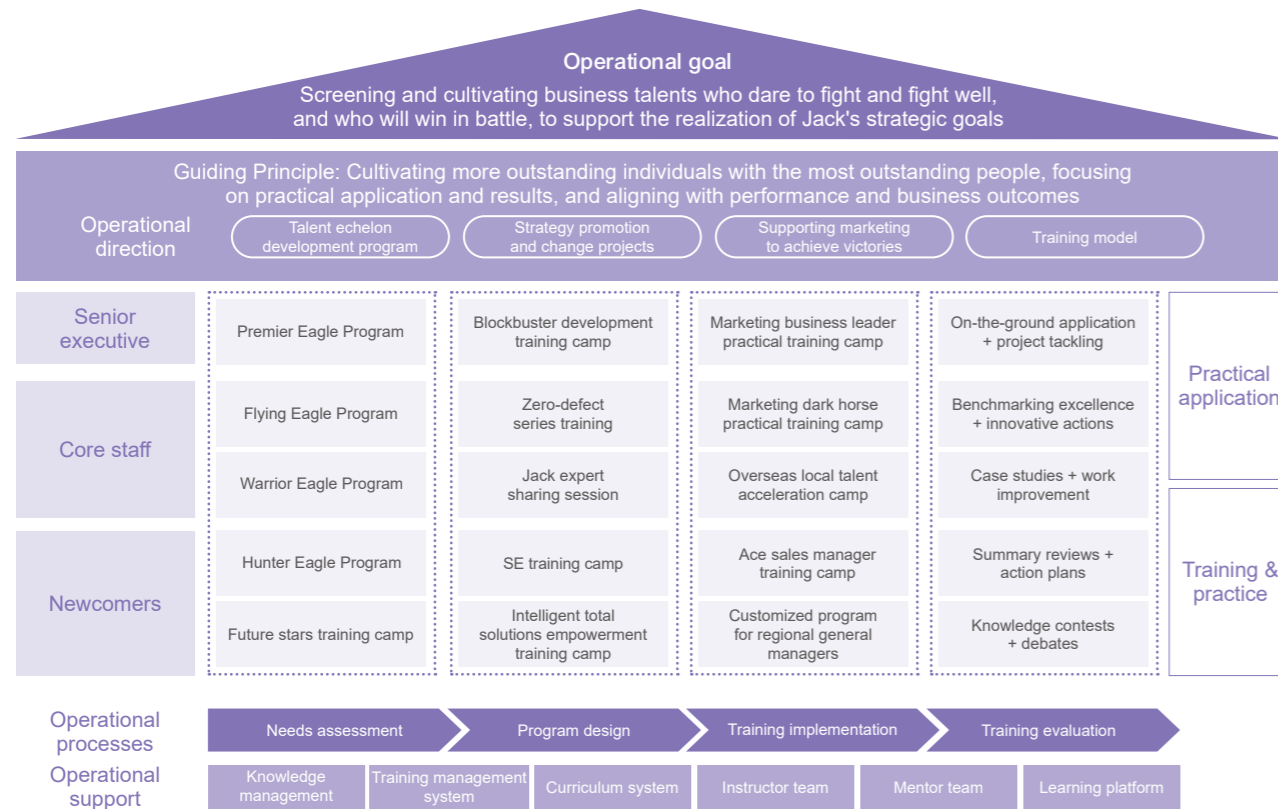 Operational goal
Screening and cultivating business talents who dare to fight and fight well,
and who will win in battle, to support the realization of Jack's strategic goals
Guiding Principle: Cultivating more outstanding individuals with the most outstanding people, focusing
on practical application and results, and aligning with performance and business outcomes
Operational
direction
Talent echelon
development program
Strategy promotion
and change projects
Supporting marketing
to achieve victories
Training model
Senior
executive
Premier Eagle Program
Blockbuster development
training camp
Marketing business leader
practical training camp
On-the-ground application
+ project tackling
Practical
application
Core staff
Flying Eagle Program
Zero-defect
series training
Marketing dark horse
practical training camp
Benchmarking excellence
+ innovative actions
Warrior Eagle Program
Jack expert
sharing session
Overseas local talent
acceleration camp
Case studies + work
improvement
Newcomers
Hunter Eagle Program
SE training camp
Ace sales manager
training camp
Summary reviews +
action plans
Training &
practice
Future stars training camp
Intelligent total
solutions empowerment
training camp
Customized program
for regional general
managers
Knowledge contests
+ debates
Operational
processes
Needs assessment
Program design
Training implementation
Training evaluation
Operational
support
Knowledge
management
Training management
system
Curriculum system
Instructor team
Mentor team
Learning platform